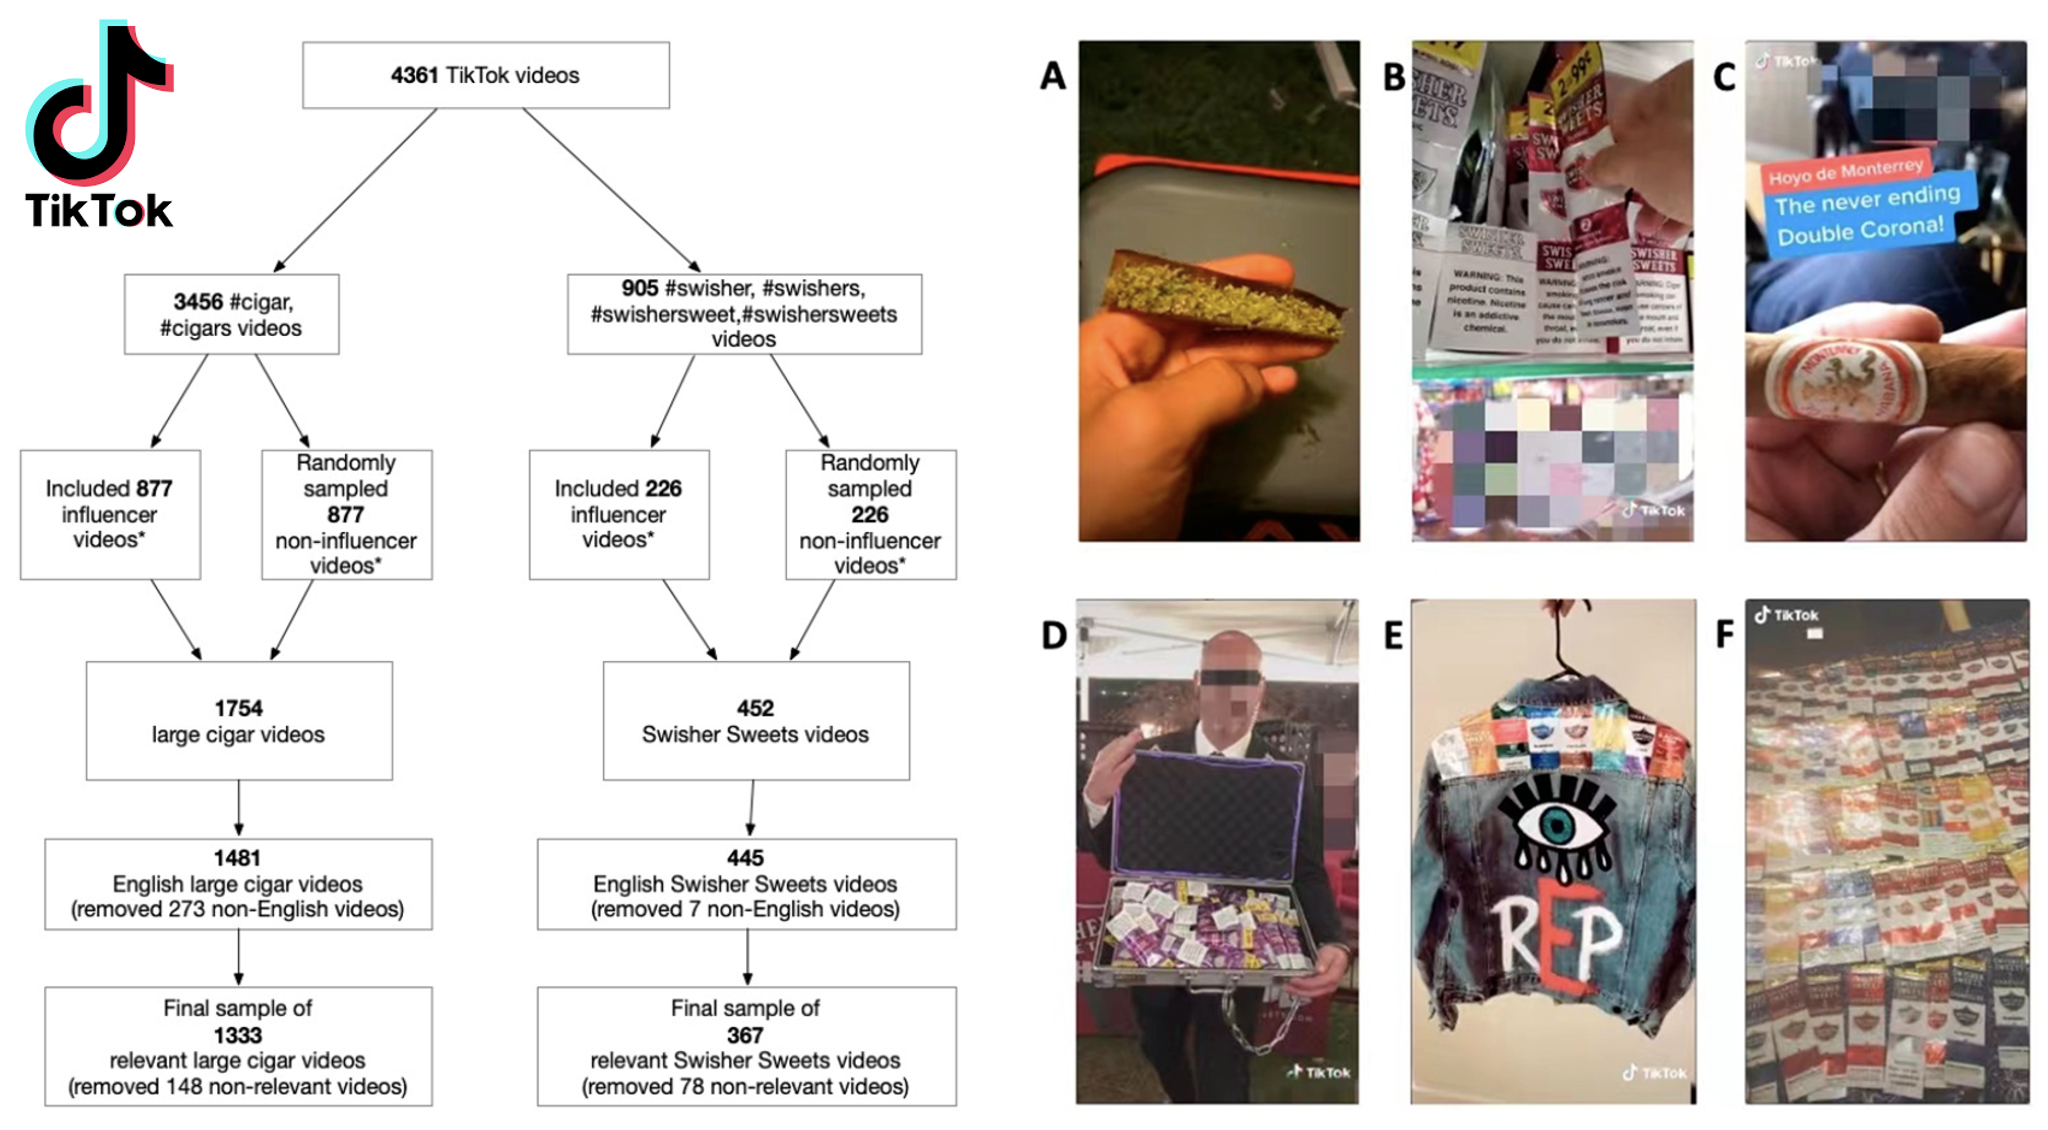 TikTok
4361 TikTok videos
3456 #cigar,
#cigars videos
905 #swisher, #swishers,
#swishersweet,#swishersweets
videos
Included 877
influencer
videos*
Randomly
sampled
877
non-influencer
videos*
Included 226
influencer
videos*
Randomly
sampled
226
non-influencer
videos*
1754
large cigar videos
452
Swisher Sweets videos
1481
English large cigar videos
(removed 273 non-English videos)
445
English Swisher Sweets videos
(removed 7 non-English videos)
Final sample of
1333
relevant large cigar videos
(removed 148 non-relevant videos)
Final sample of
367
relevant Swisher Sweets videos
(removed 78 non-relevant videos)
A
B
2.99¢
SWISHER
SWEETS
SWISHER
SWEETS
WARNING: This
product contains
nicotine. Nicotine
is an addictive
chemical.
SWISHER
SWEETS
TikTok
C
TikTok
Hoyo de Monterrey
The never ending
Double Corona!
MONTERREY
HABANA
D
TikTok
E
REP
TikTok
F
TikTok